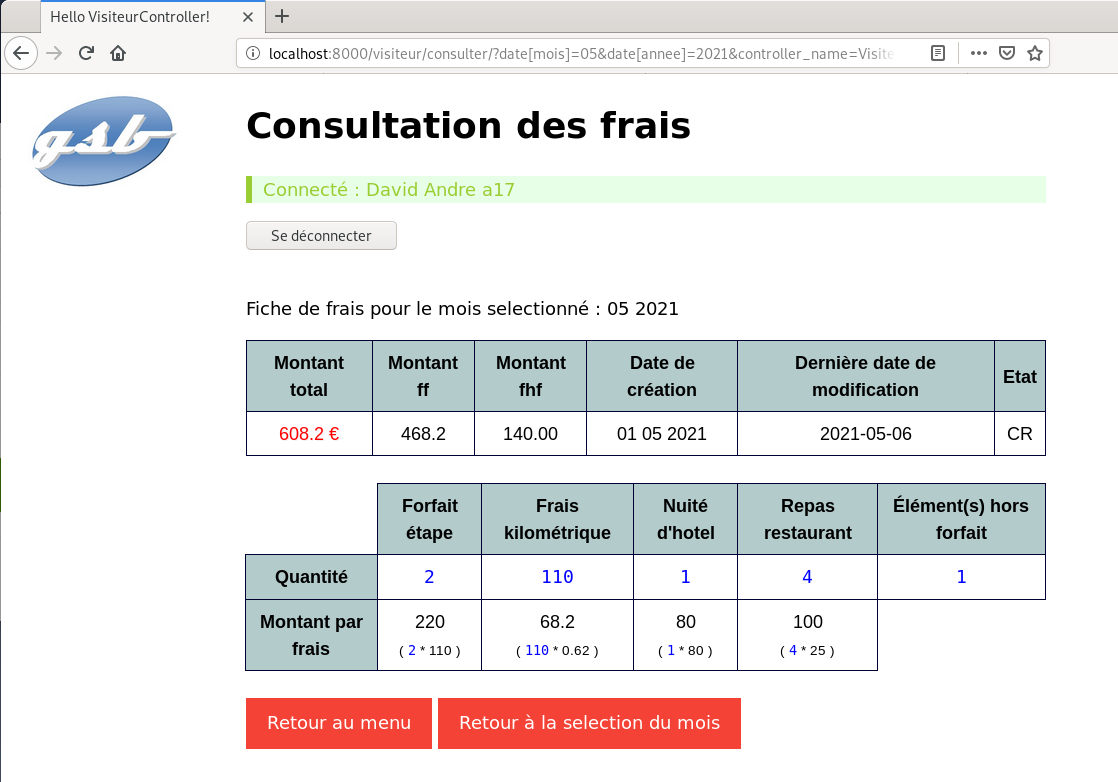 Hello VisiteurController!
localhost:8000/visiteur/consulter/?date[mois]=05&date[annee]=2021&controller_name=Visite
gsb
Consultation des frais
Connecté : David Andre a17
Se déconnecter
Fiche de frais pour le mois selectionné : 05 2021
Montant total Montant ff Montant fhf Date de création Dernière date de modification Etat
608.2 € 468.2 140.00 01 05 2021 2021-05-06 CR
Forfait étape Frais kilométrique Nuité d'hotel Repas restaurant Élément(s) hors forfait
Quantité 2 110 1 4 1
Montant par frais 220 68.2 80 100
( 2 * 110 ) ( 110 * 0.62 ) ( 1 * 80 ) ( 4 * 25 )
Retour au menu Retour à la selection du mois